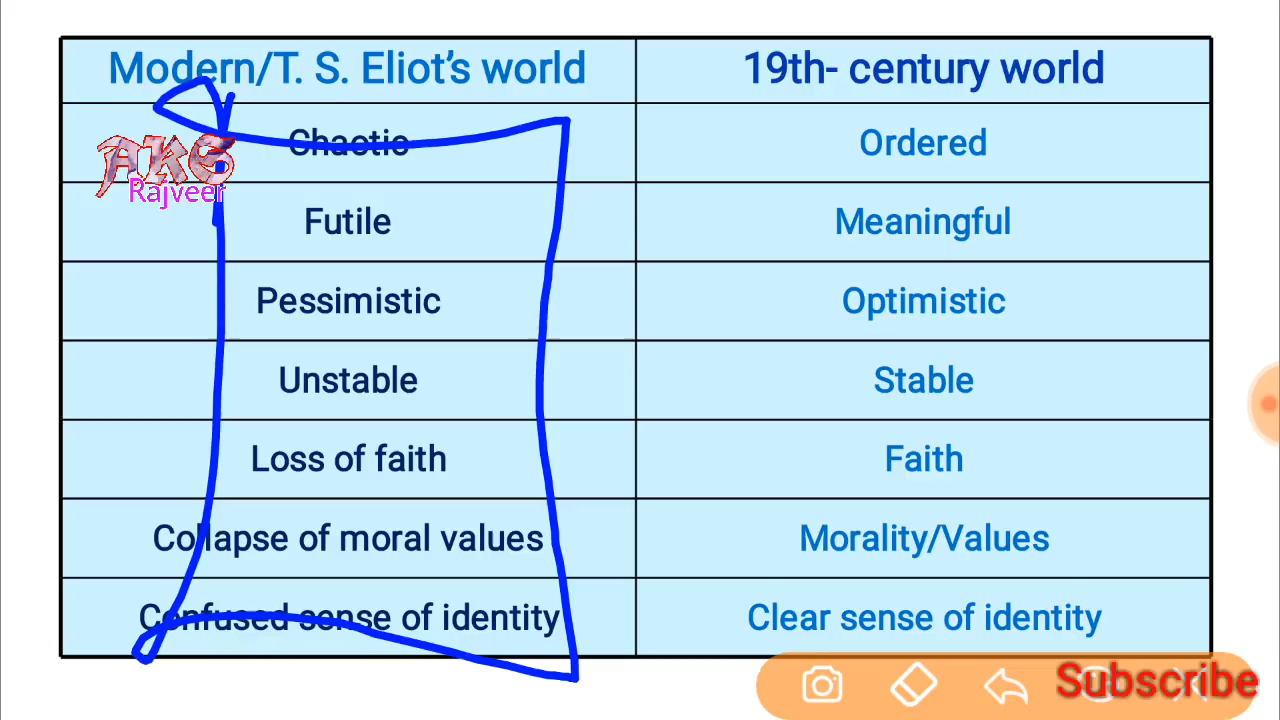 Modern/T. S. Eliot's world 19th- century world
Chaotic Ordered
AKS
Rajveer
Futile Meaningful
Pessimistic Optimistic
Unstable Stable
Loss of faith Faith
Collapse of moral values Morality/Values
Confused sense of identity Clear sense of identity
Subscribe